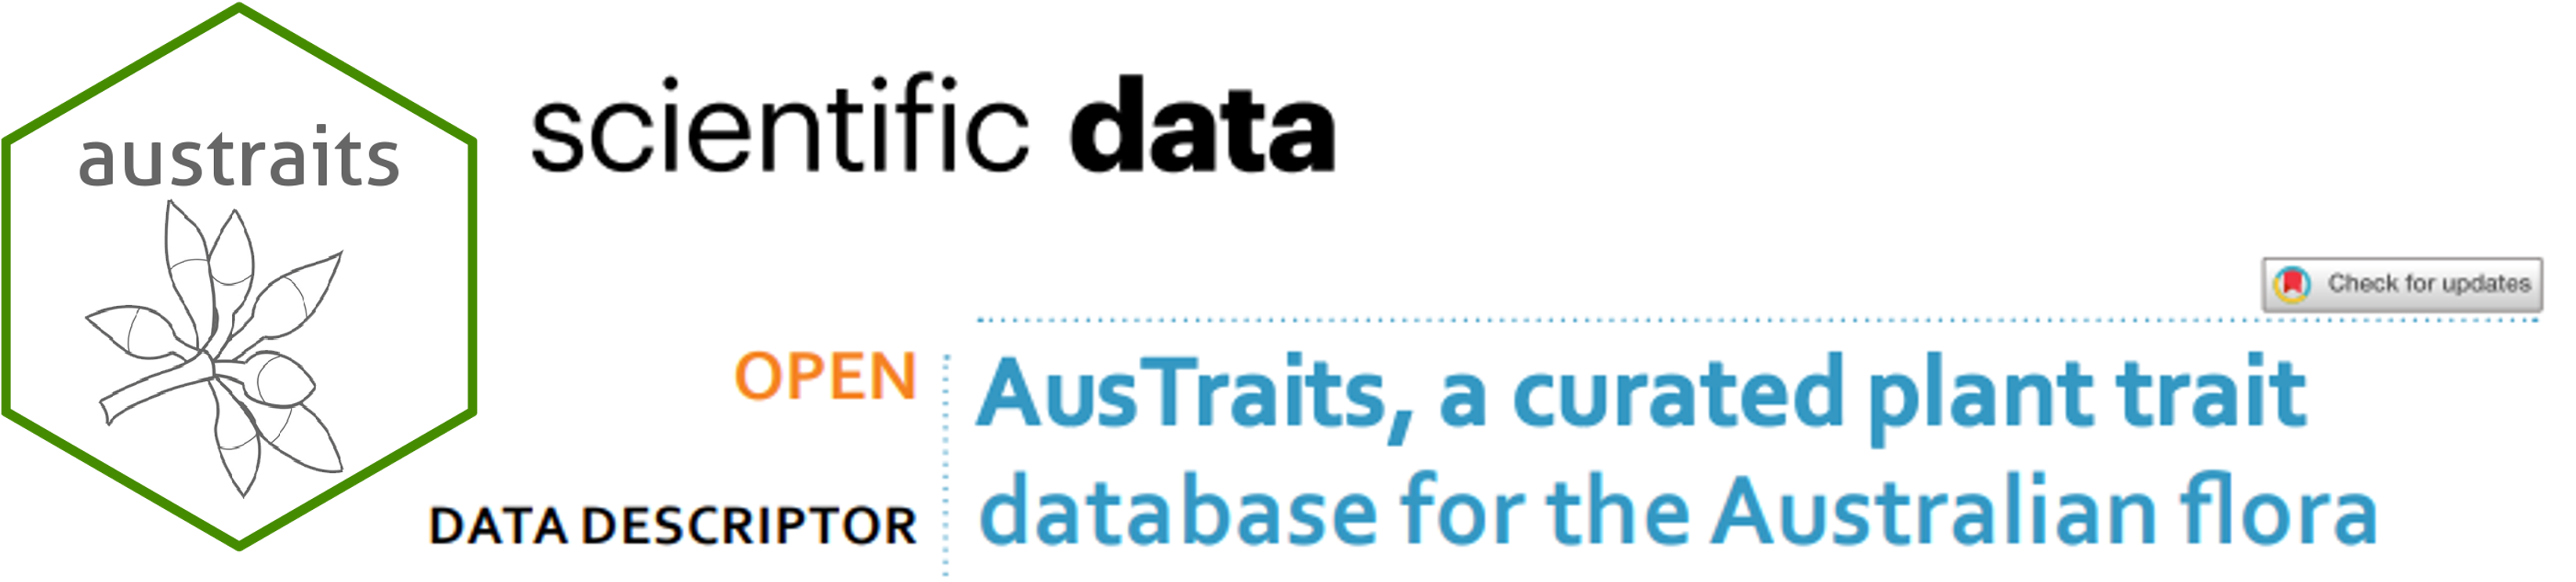 austraits
scientific data
Check for updates
OPEN
AusTraits, a curated plant trait
database for the Australian flora
DATA DESCRIPTOR